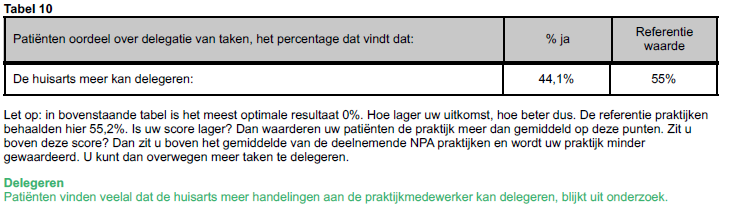 Tabel 10
Patiënten oordeel over delegatie van taken, het percentage dat vindt dat: % ja Referentie waarde
De huisarts meer kan delegeren: 44,1% 55%
Let op: in bovenstaande tabel is het meest optimale resultaat 0%. Hoe lager uw uitkomst, hoe beter dus. De referentie praktijken
behaalden hier 55,2%. Is uw score lager? Dan waarderen uw patiënten de praktijk meer dan gemiddeld op deze punten. Zit u
boven deze score? Dan zit u boven het gemiddelde van de deelnemende NPA praktijken en wordt uw praktijk minder
gewaardeerd. U kunt dan overwegen meer taken te delegeren.
Delegeren
Patiënten vinden veelal dat de huisarts meer handelingen aan de praktijkmedewerker kan delegeren, blijkt uit onderzoek.